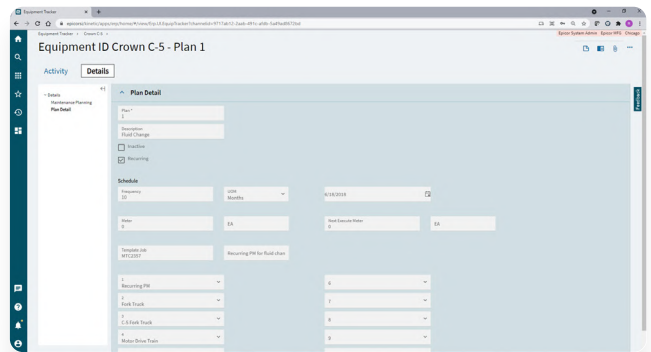 Equipment Tracker
Equipment Tracker
Crown C-5
Epicor System Admin
Epicor MFG
Chicago
Equipment ID Crown C-5 - Plan 1
Activity
Details
Feedback
Details
Maintenance Planning
Plan Detail
Plan Detail
Plan *
1
Description
Fluid Change
Inactive
Recurring
Schedule
Frequency
UOM
Months
6/18/2018
Meter
0
EA
Next Execute Meter
0
EA
Template Job
MTC2357
Recurring PM for fluid chan
1
Recurring PM
6
2
Fork Truck
7
3
C-5 Fork Truck
8
4
Motor Drive Train
9